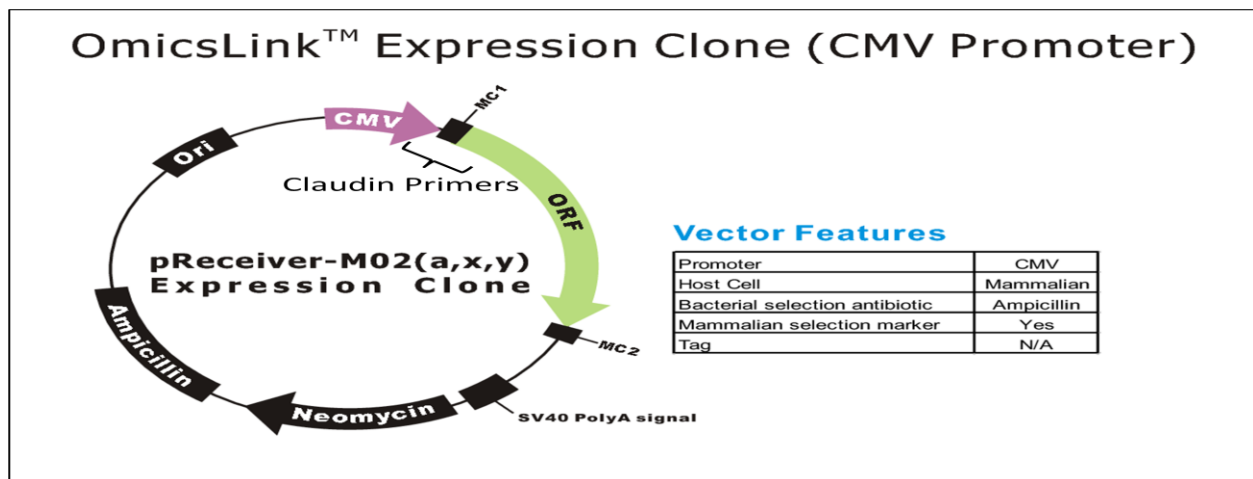 OmicsLink™ Expression Clone (CMV Promoter)
CMV
MC1
Ori
Claudin Primers
ORF
pReceiver-M02(a,x,y)
Expression Clone
Ampicillin
MC2
Neomycin
SV40 PolyA signal
Vector Features
Promoter CMV
Host Cell Mammalian
Bacterial selection antibiotic Ampicillin
Mammalian selection marker Yes
Tag N/A